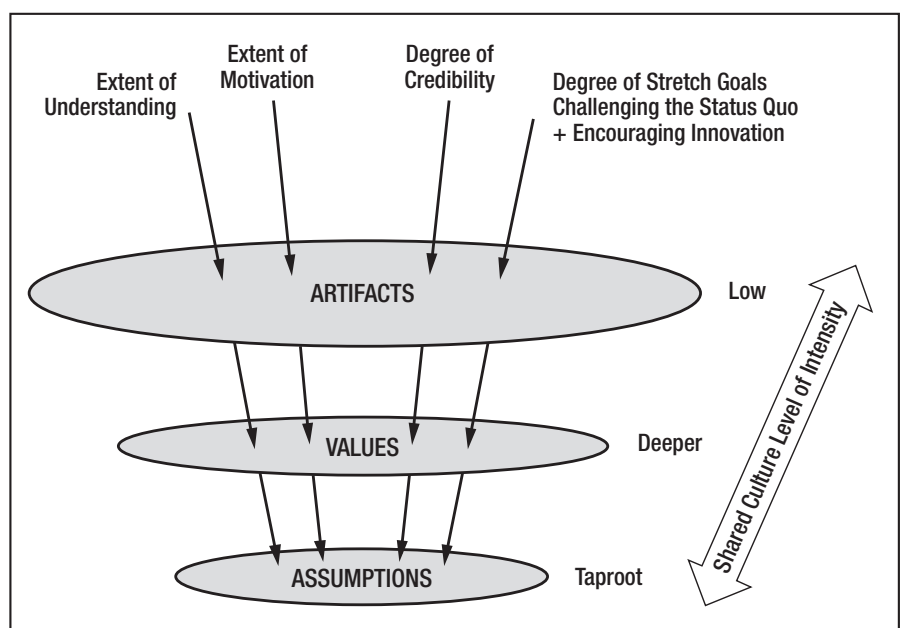 Extent of
Understanding
Extent of
Motivation
Degree of
Credibility
Degree of Stretch Goals
Challenging the Status Quo
+ Encouraging Innovation
ARTIFACTS
Low
VALUES
Deeper
ASSUMPTIONS
Taproot
Shared Culture Level of Intensity